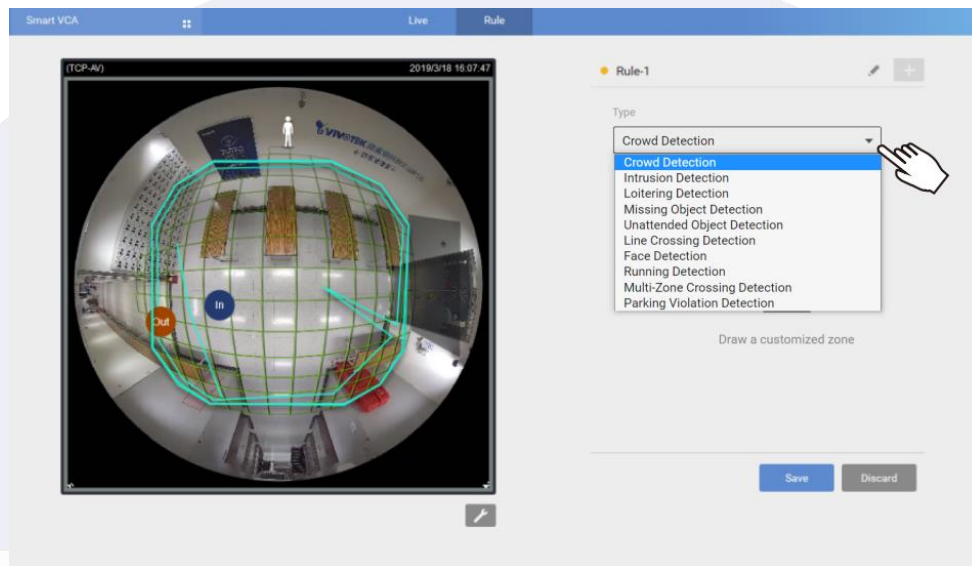 Smart VCA
Live
Rule
(TCP-AV)
2019/3/18 16:07:47
VIVOTEK
Out
In
Rule-1
Type
Crowd Detection
Crowd Detection
Intrusion Detection
Loitering Detection
Missing Object Detection
Unattended Object Detection
Line Crossing Detection
Face Detection
Running Detection
Multi-Zone Crossing Detection
Parking Violation Detection
Draw a customized zone
Save
Discard